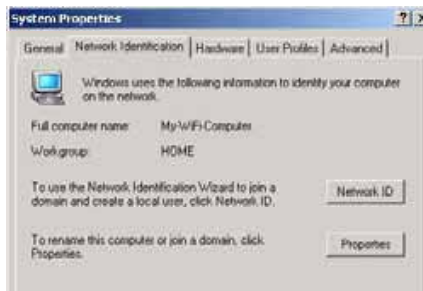 System Properties
General Network Identification Hardware User Profiles Advanced
Windows uses the following information to identify your computer
on the network.
Full computer name: My-WiFi-Computer
Workgroup: HOME
To use the Network Identification Wizard to join a
domain and create a local user, click Network ID.
Network ID
To rename this computer or join a domain, click
Properties.
Properties